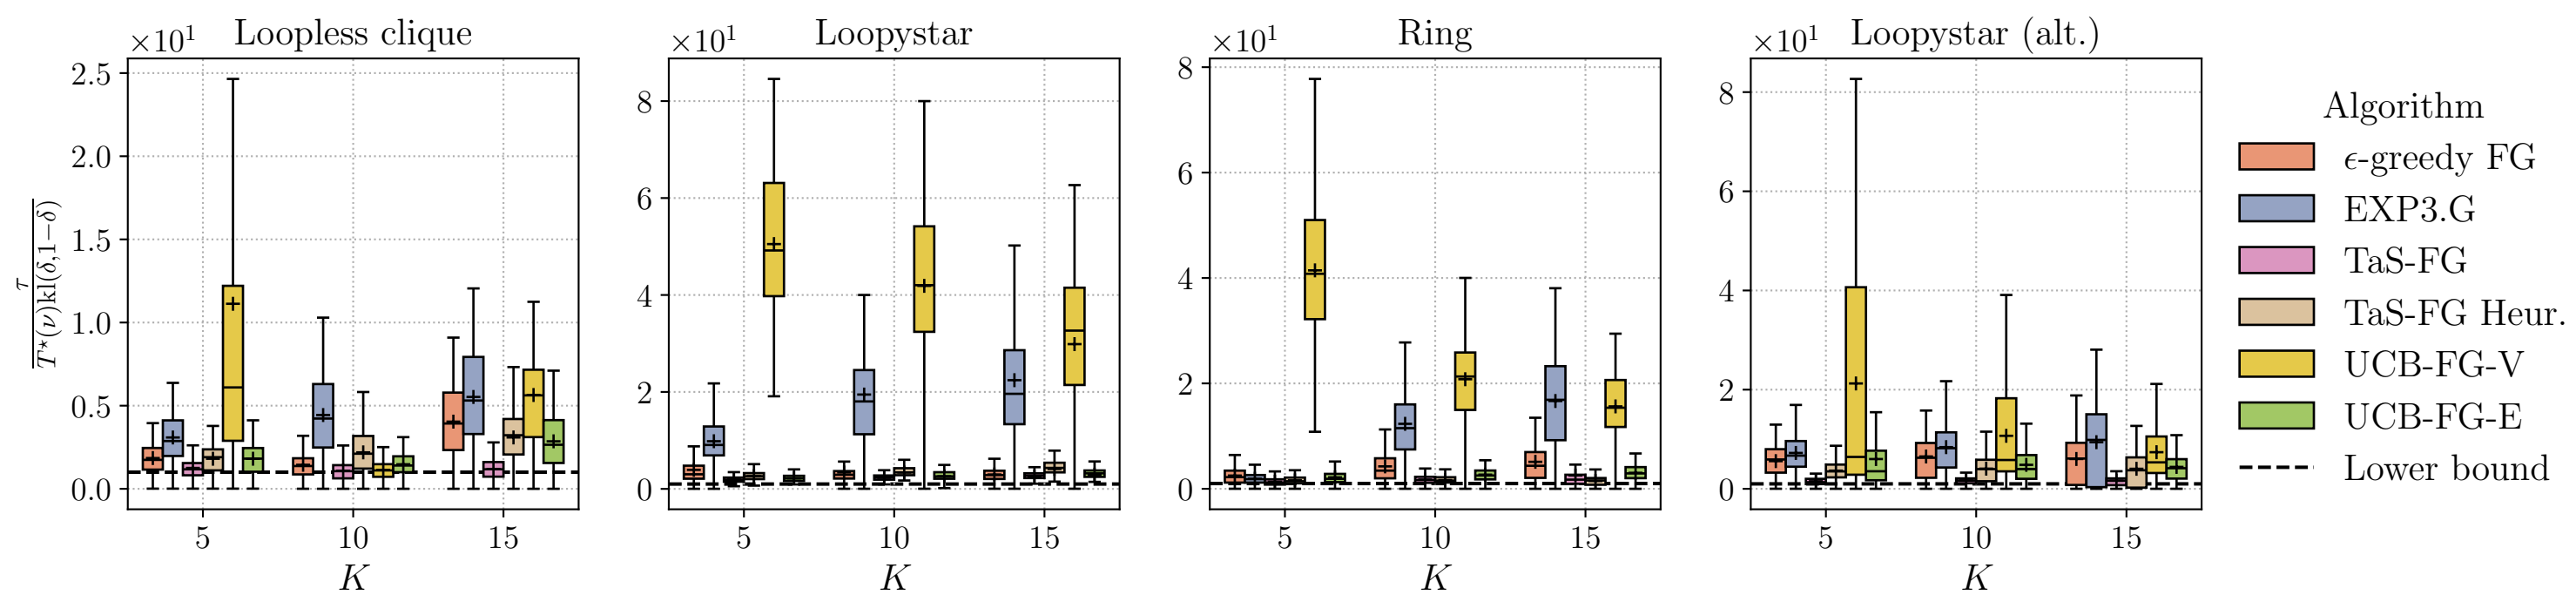 ×10¹ Loopless clique
2.5
2.0
1.5
1.0
0.5
0.0
τ
T⋆(ν)kl(δ,1−δ)
5 10 15
K
×10¹ Loopystar
8
6
4
2
0
5 10 15
K
×10¹ Ring
8
6
4
2
0
5 10 15
K
×10¹ Loopystar (alt.)
8
6
4
2
0
5 10 15
K
Algorithm
ϵ-greedy FG
EXP3.G
TaS-FG
TaS-FG Heur.
UCB-FG-V
UCB-FG-E
Lower bound